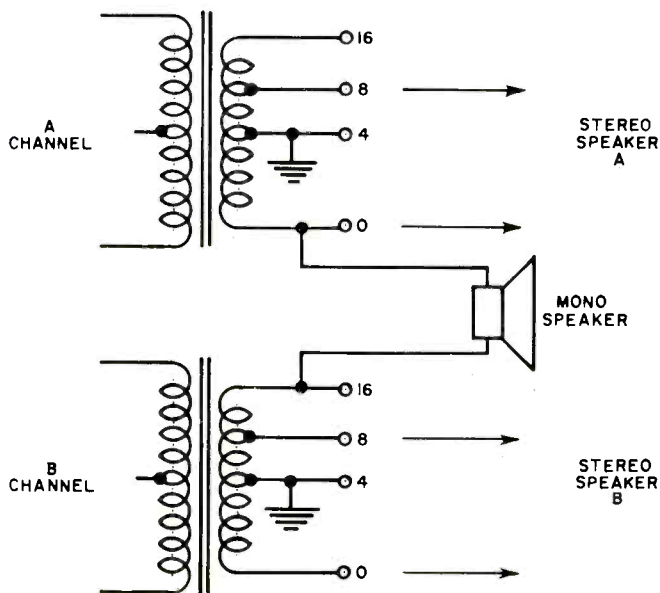 16
8
4
0
A
CHANNEL
STEREO
SPEAKER
A
MONO
SPEAKER
16
8
4
0
B
CHANNEL
STEREO
SPEAKER
B